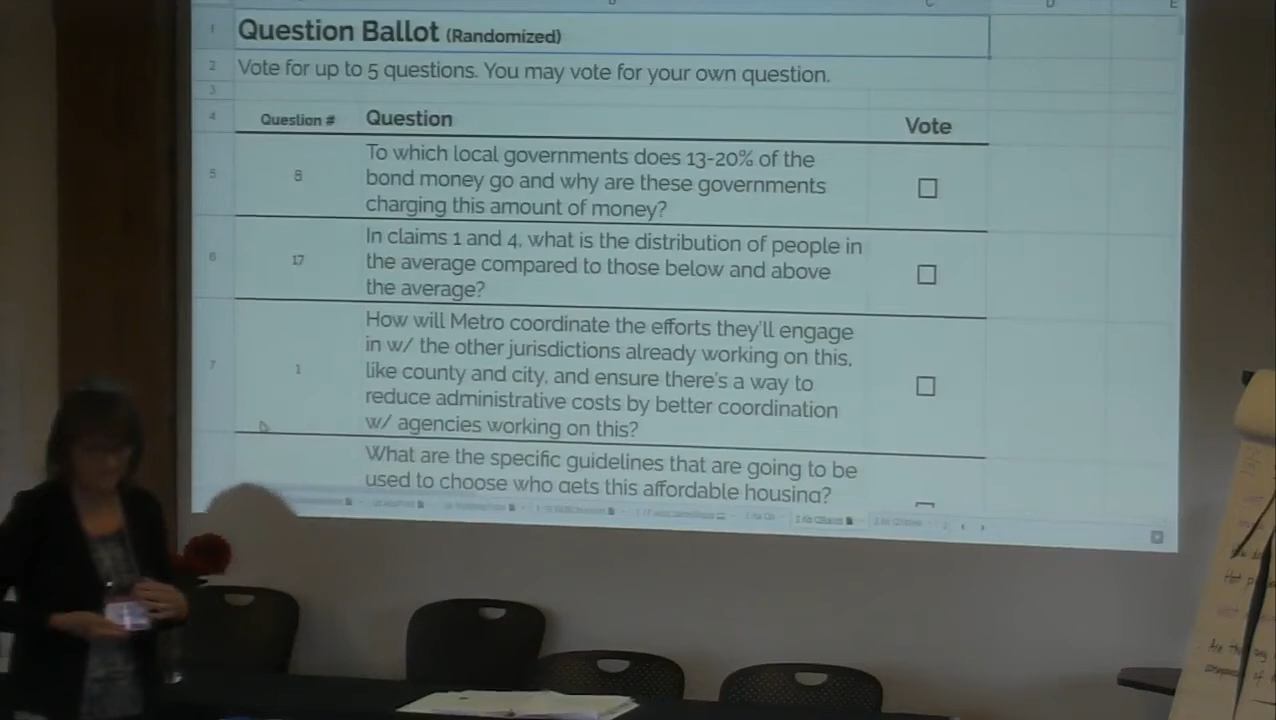 Question Ballot (Randomized)
Vote for up to 5 questions. You may vote for your own question.
Question # Question Vote
To which local governments does 13-20% of the
bond money go and why are these governments
charging this amount of money?
8
In claims 1 and 4, what is the distribution of people in
the average compared to those below and above
the average?
17
How will Metro coordinate the efforts they'll engage
in w/ the other jurisdictions already working on this,
like county and city, and ensure there's a way to
reduce administrative costs by better coordination
w/ agencies working on this?
1
What are the specific guidelines that are going to be
used to choose who gets this affordable housing?